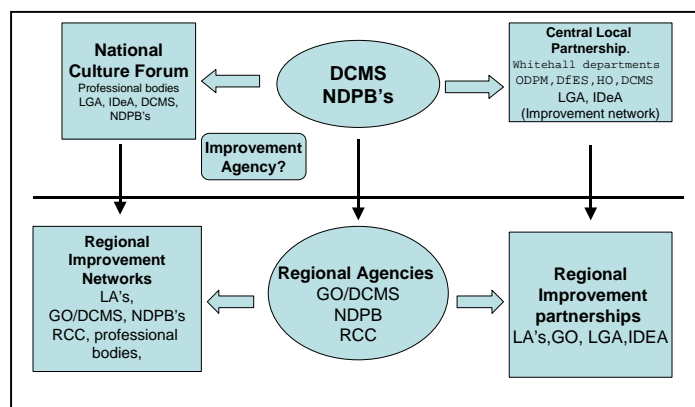 National
Culture Forum
Professional bodies
LGA, IDeA, DCMS,
NDPB's
DCMS
NDPB's
Central Local
Partnership.
Whitehall departments
ODPM,DfES,HO,DCMS
LGA, IDeA
(Improvement network)
Improvement
Agency?
Regional
Improvement
Networks
LA's,
GO/DCMS, NDPB's
RCC, professional
bodies,
Regional Agencies
GO/DCMS
NDPB
RCC
Regional
Improvement
partnerships
LA's,GO, LGA,IDEA